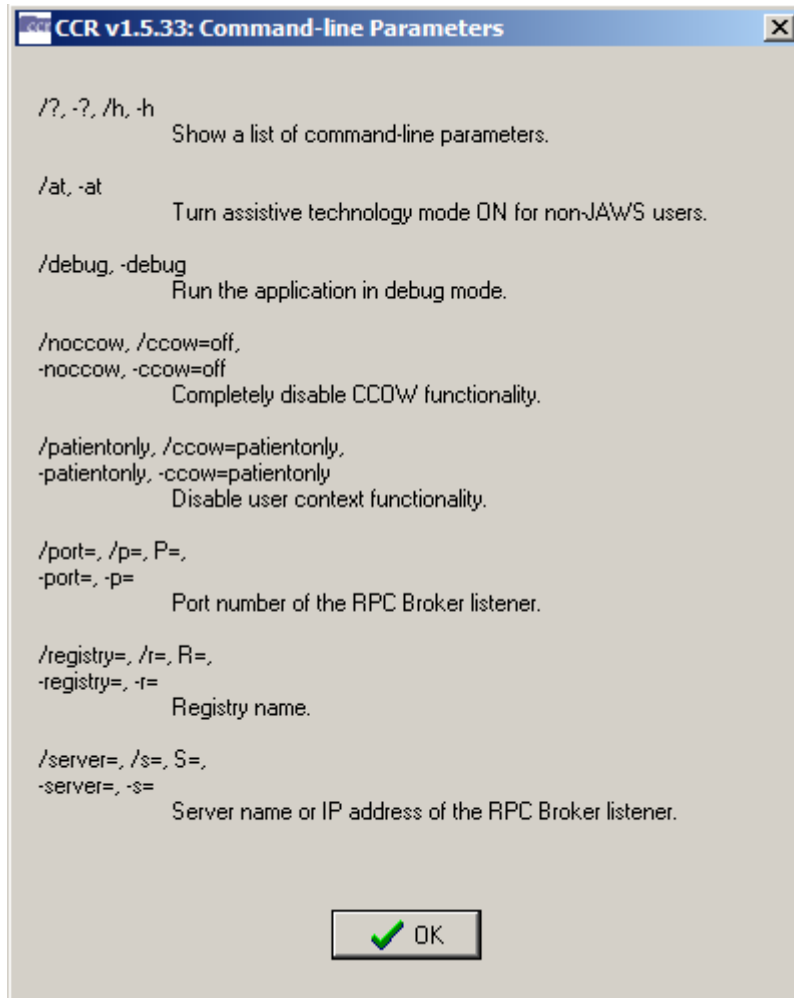 CCR CCR v1.5.33: Command-line Parameters
/?, -?, /h, -h
Show a list of command-line parameters.
/at, -at
Turn assistive technology mode ON for non-JAWS users.
/debug, -debug
Run the application in debug mode.
/noccow, /ccow=off,
-noccow, -ccow=off
Completely disable CCOW functionality.
/patientonly, /ccow=patientonly,
-patientonly, -ccow=patientonly
Disable user context functionality.
/port=, /p=, P=,
-port=, -p=
Port number of the RPC Broker listener.
/registry=, /r=, R=,
-registry=, -r=
Registry name.
/server=, /s=, S=,
-server=, -s=
Server name or IP address of the RPC Broker listener.
OK